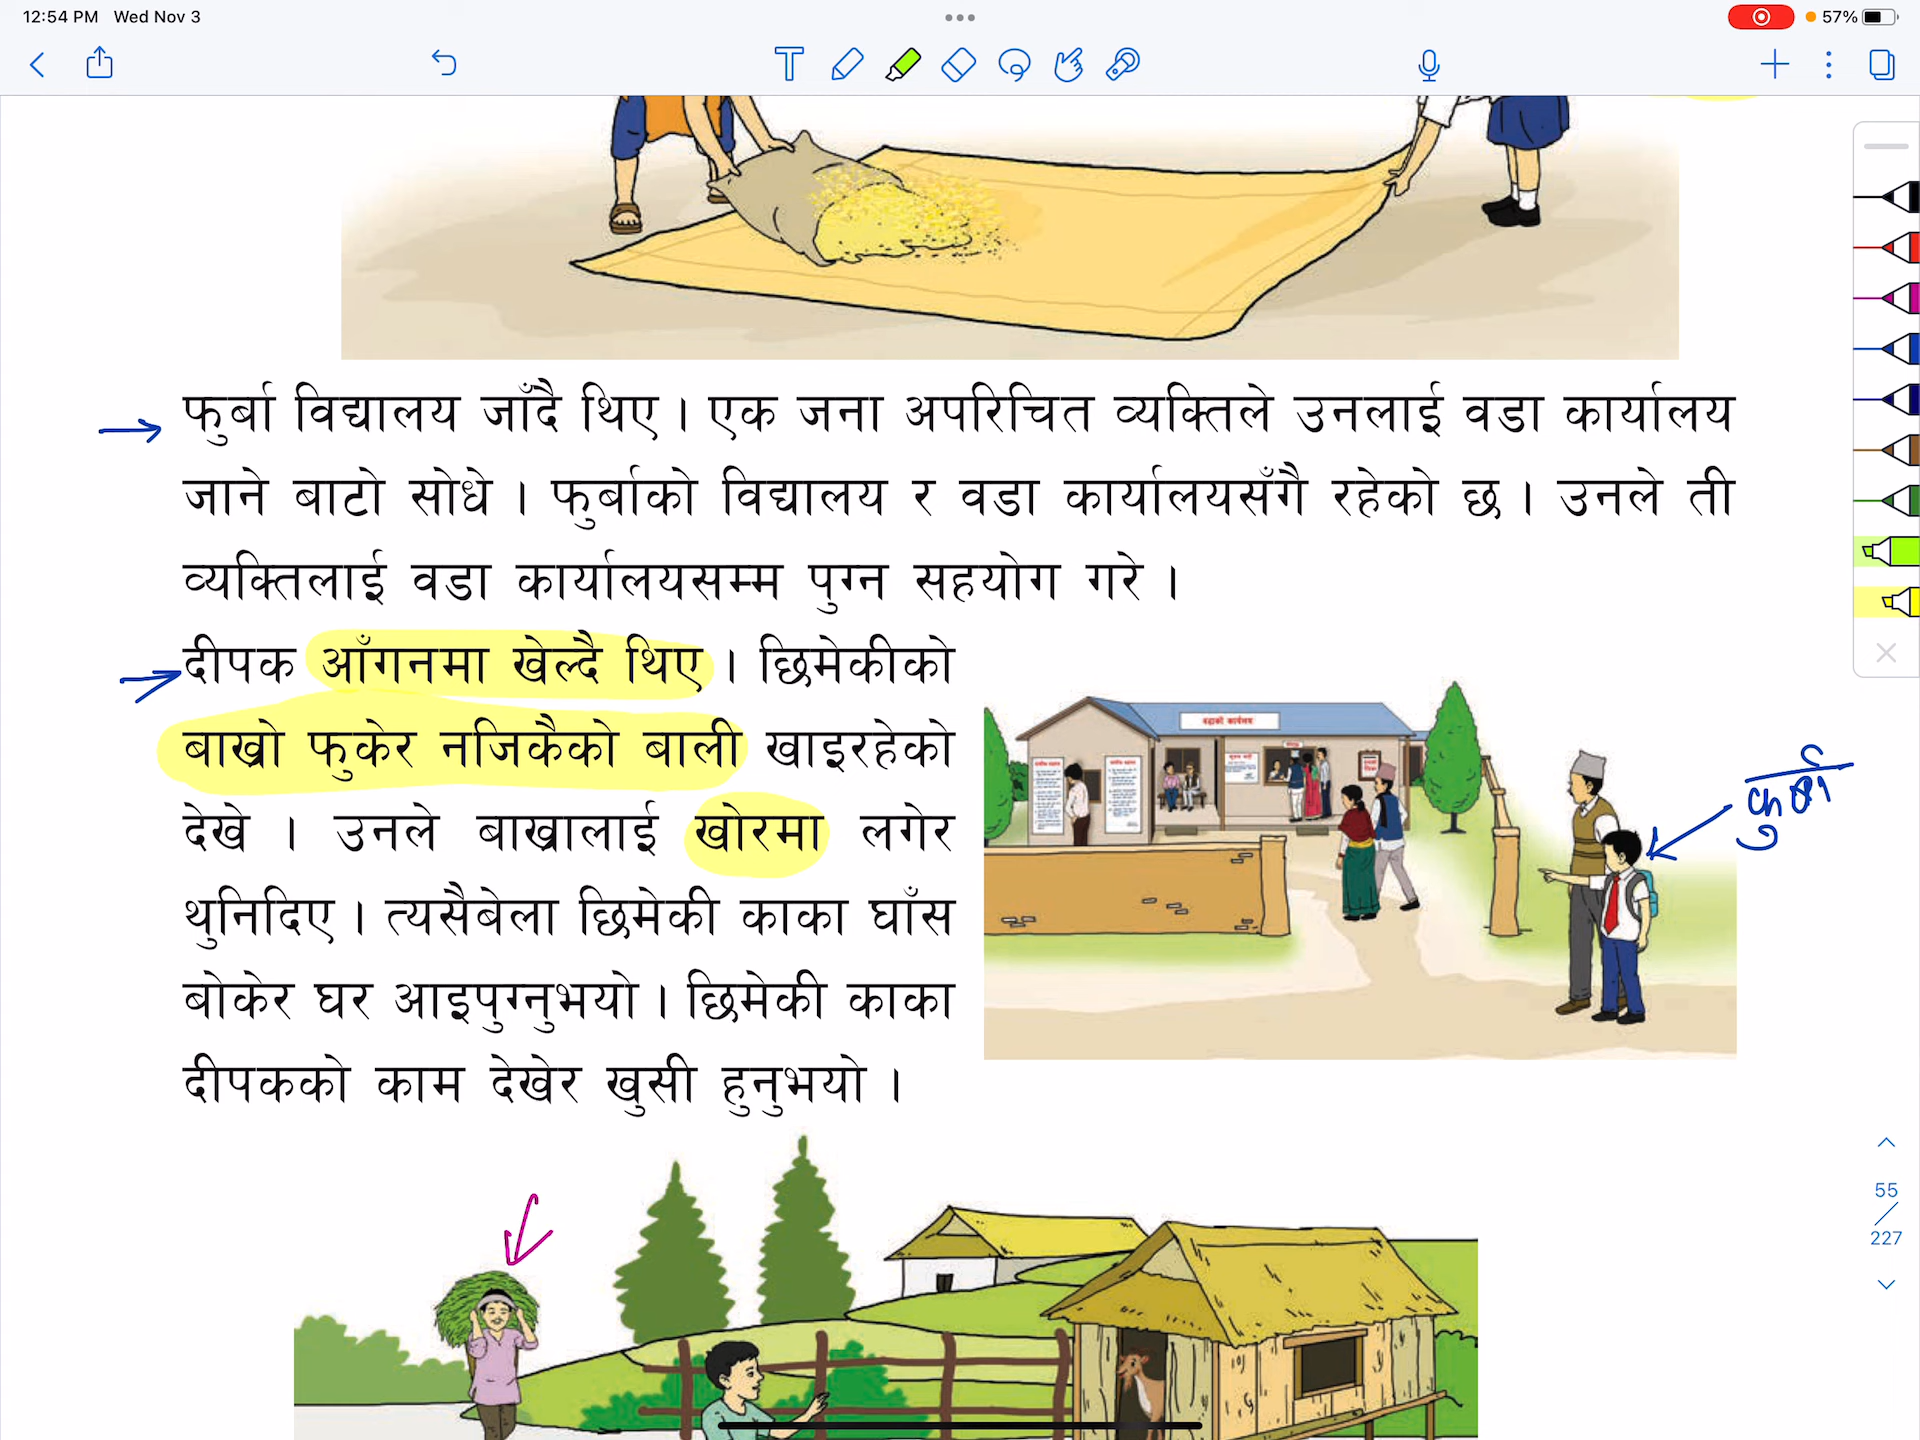 12:54 PM Wed Nov 3
57%
फुर्बा विद्यालय जाँदै थिए । एक जना अपरिचित व्यक्तिले उनलाई वडा कार्यालय
जाने बाटो सोधे । फुर्बाको विद्यालय र वडा कार्यालयसँगै रहेको छ । उनले ती
व्यक्तिलाई वडा कार्यालयसम्म पुग्न सहयोग गरे ।
दीपक आँगनमा खेल्दै थिए । छिमेकीको
बाख्रो फुकेर नजिकैको बाली खाइरहेको
देखे । उनले बाख्रालाई खोरमा लगेर
थुनिदिए । त्यसैबेला छिमेकी काका घाँस
बोकेर घर आइपुग्नुभयो । छिमेकी काका
दीपकको काम देखेर खुसी हुनुभयो ।
वडाको कार्यालय
फुर्बा
55
227